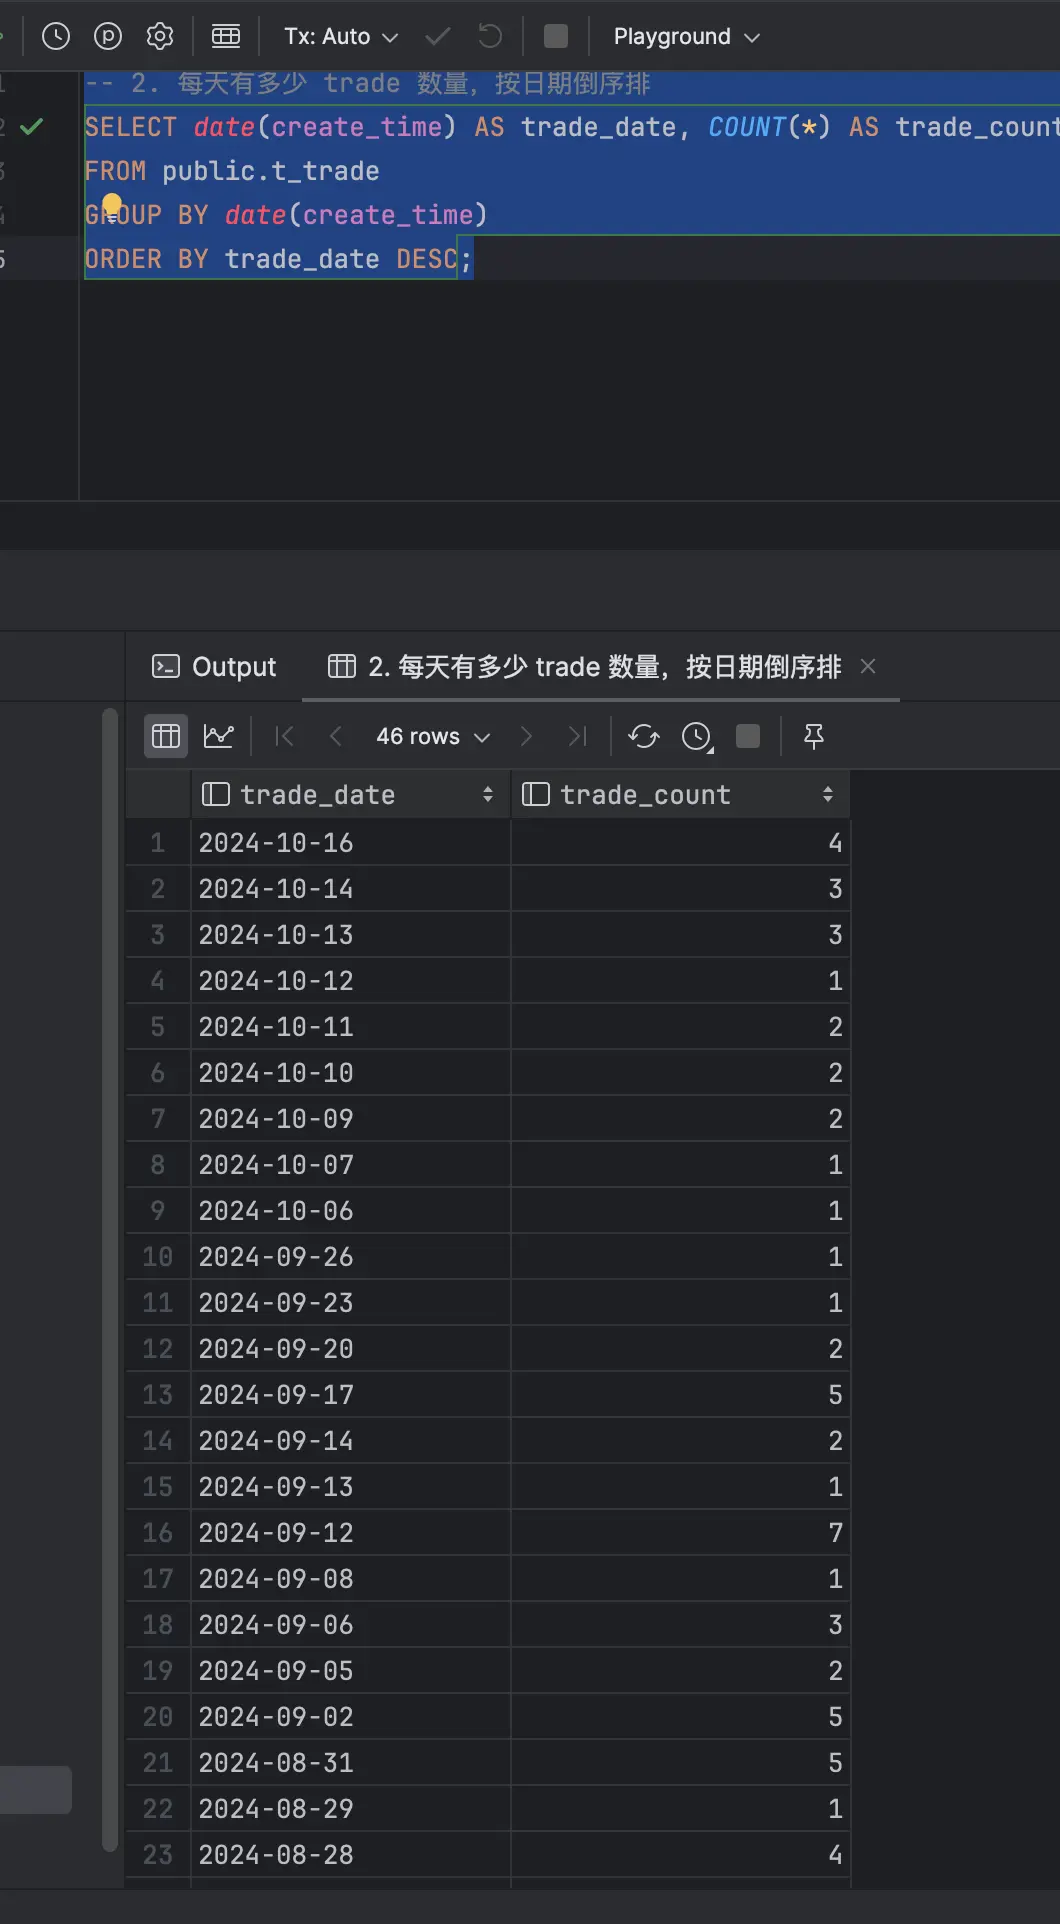 Tx: Auto Playground
-- 2. 每天有多少 trade 数量，按日期倒序排
2 SELECT date(create_time) AS trade_date, COUNT(*) AS trade_count
3 FROM public.t_trade
4 GROUP BY date(create_time)
5 ORDER BY trade_date DESC;
Output 2. 每天有多少 trade 数量，按日期倒序排
46 rows
trade_date trade_count
1 2024-10-16 4
2 2024-10-14 3
3 2024-10-13 3
4 2024-10-12 1
5 2024-10-11 2
6 2024-10-10 2
7 2024-10-09 2
8 2024-10-07 1
9 2024-10-06 1
10 2024-09-26 1
11 2024-09-23 1
12 2024-09-20 2
13 2024-09-17 5
14 2024-09-14 2
15 2024-09-13 1
16 2024-09-12 7
17 2024-09-08 1
18 2024-09-06 3
19 2024-09-05 2
20 2024-09-02 5
21 2024-08-31 5
22 2024-08-29 1
23 2024-08-28 4